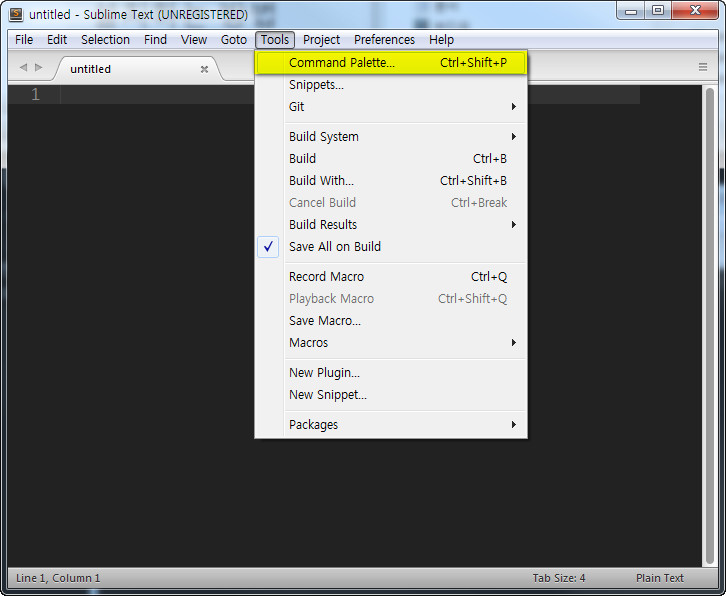 untitled - Sublime Text (UNREGISTERED)
File Edit Selection Find View Goto Tools Project Preferences Help
untitled
1
Command Palette... Ctrl+Shift+P
Snippets...
Git
Build System
Build Ctrl+B
Build With... Ctrl+Shift+B
Cancel Build Ctrl+Break
Build Results
Save All on Build
Record Macro Ctrl+Q
Playback Macro Ctrl+Shift+Q
Save Macro...
Macros
New Plugin...
New Snippet...
Packages
Line 1, Column 1 Tab Size: 4 Plain Text